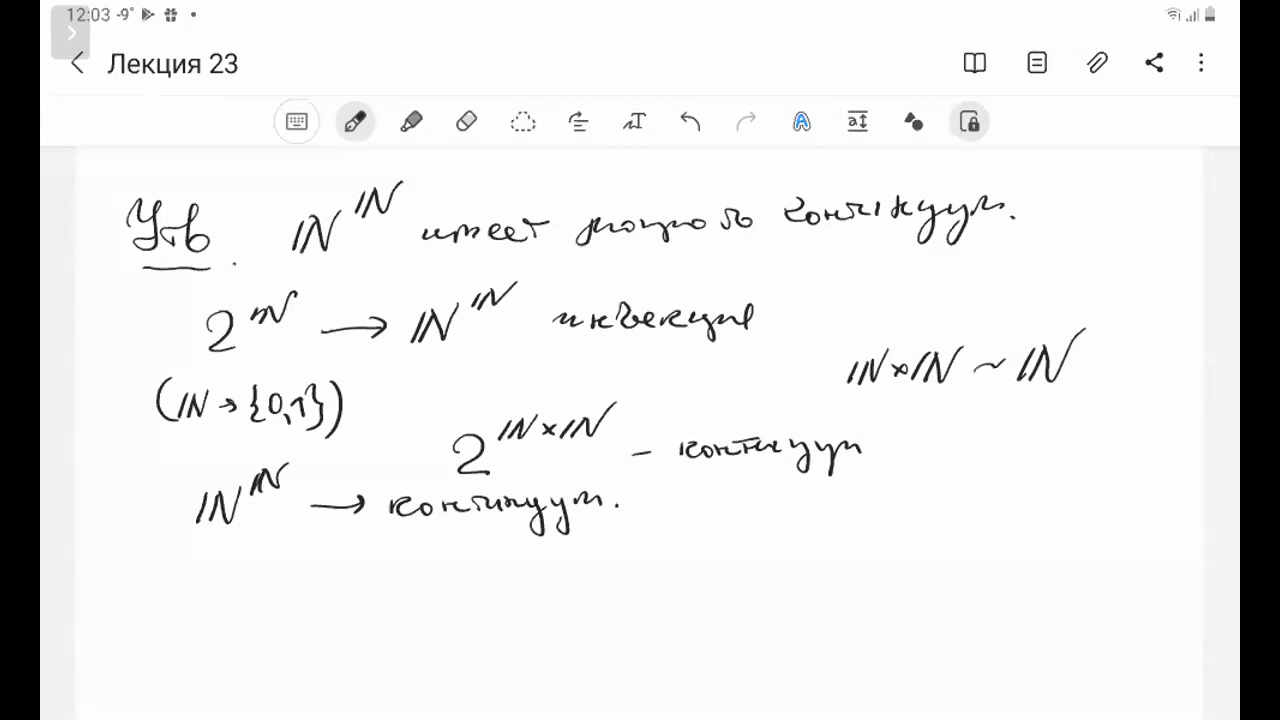 12:03 -9°
Лекция 23
Утв. ℕ^ℕ имеет мощность континуум.
2^ℕ → ℕ^ℕ инъекция
ℕ×ℕ ~ ℕ
(ℕ → {0,1})
2^{ℕ×ℕ} – континуум
ℕ^ℕ → континуум.